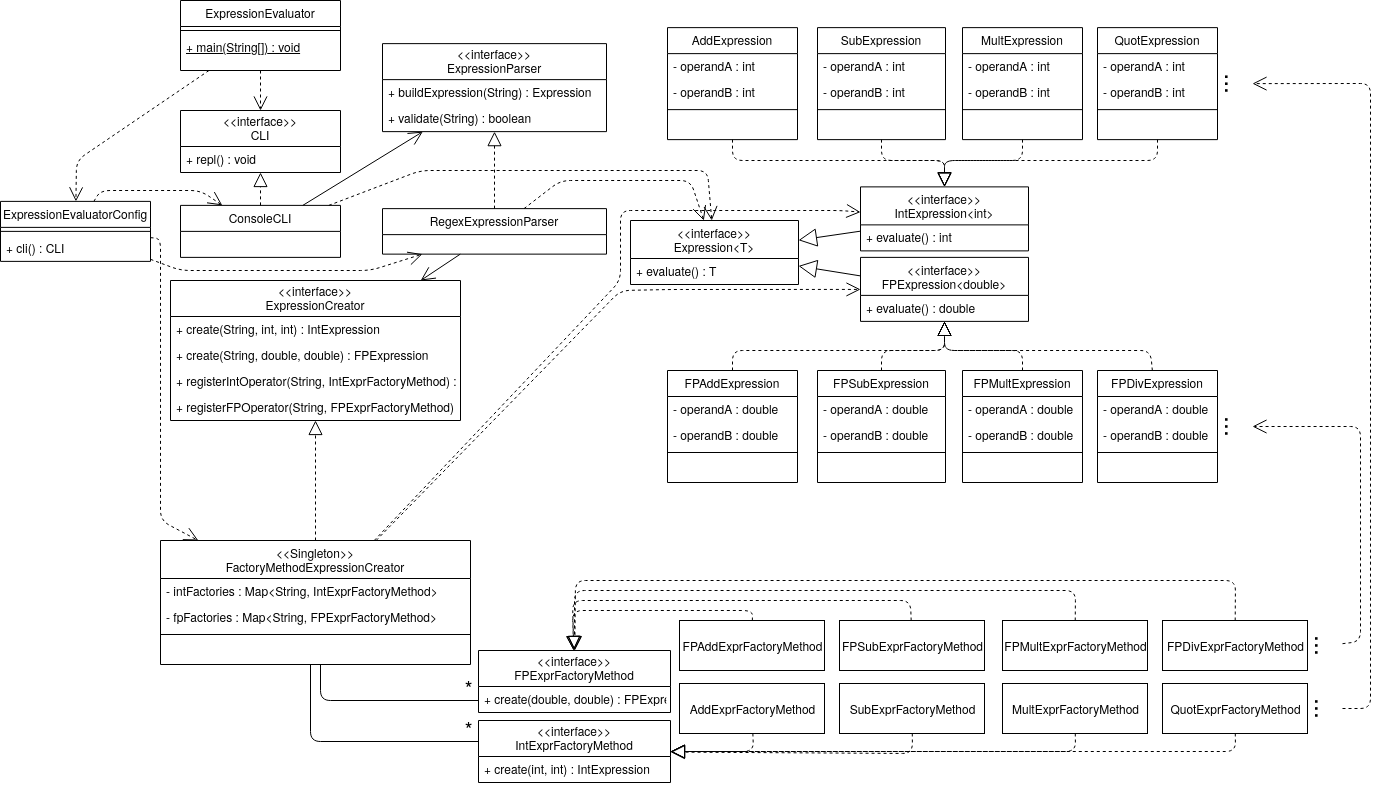 ExpressionEvaluator
+ main(String[]) : void
<<interface>>
CLI
+ repl() : void
<<interface>>
ExpressionParser
+ buildExpression(String) : Expression
+ validate(String) : boolean
AddExpression
- operandA : int
- operandB : int
SubExpression
- operandA : int
- operandB : int
MultExpression
- operandA : int
- operandB : int
QuotExpression
- operandA : int
- operandB : int
ExpressionEvaluatorConfig
+ cli() : CLI
ConsoleCLI
RegexExpressionParser
<<interface>>
Expression<T>
+ evaluate() : T
<<interface>>
IntExpression<int>
+ evaluate() : int
<<interface>>
FPExpression<double>
+ evaluate() : double
<<interface>>
ExpressionCreator
+ create(String, int, int) : IntExpression
+ create(String, double, double) : FPExpression
+ registerIntOperator(String, IntExprFactoryMethod) :
+ registerFPOperator(String, FPExprFactoryMethod)
FPAddExpression
- operandA : double
- operandB : double
FPSubExpression
- operandA : double
- operandB : double
FPMultExpression
- operandA : double
- operandB : double
FPDivExpression
- operandA : double
- operandB : double
<<Singleton>>
FactoryMethodExpressionCreator
- intFactories : Map<String, IntExprFactoryMethod>
- fpFactories : Map<String, FPExprFactoryMethod>
*
*
<<interface>>
FPExprFactoryMethod
+ create(double, double) : FPExpre
<<interface>>
IntExprFactoryMethod
+ create(int, int) : IntExpression
FPAddExprFactoryMethod
FPSubExprFactoryMethod
FPMultExprFactoryMethod
FPDivExprFactoryMethod
AddExprFactoryMethod
SubExprFactoryMethod
MultExprFactoryMethod
QuotExprFactoryMethod